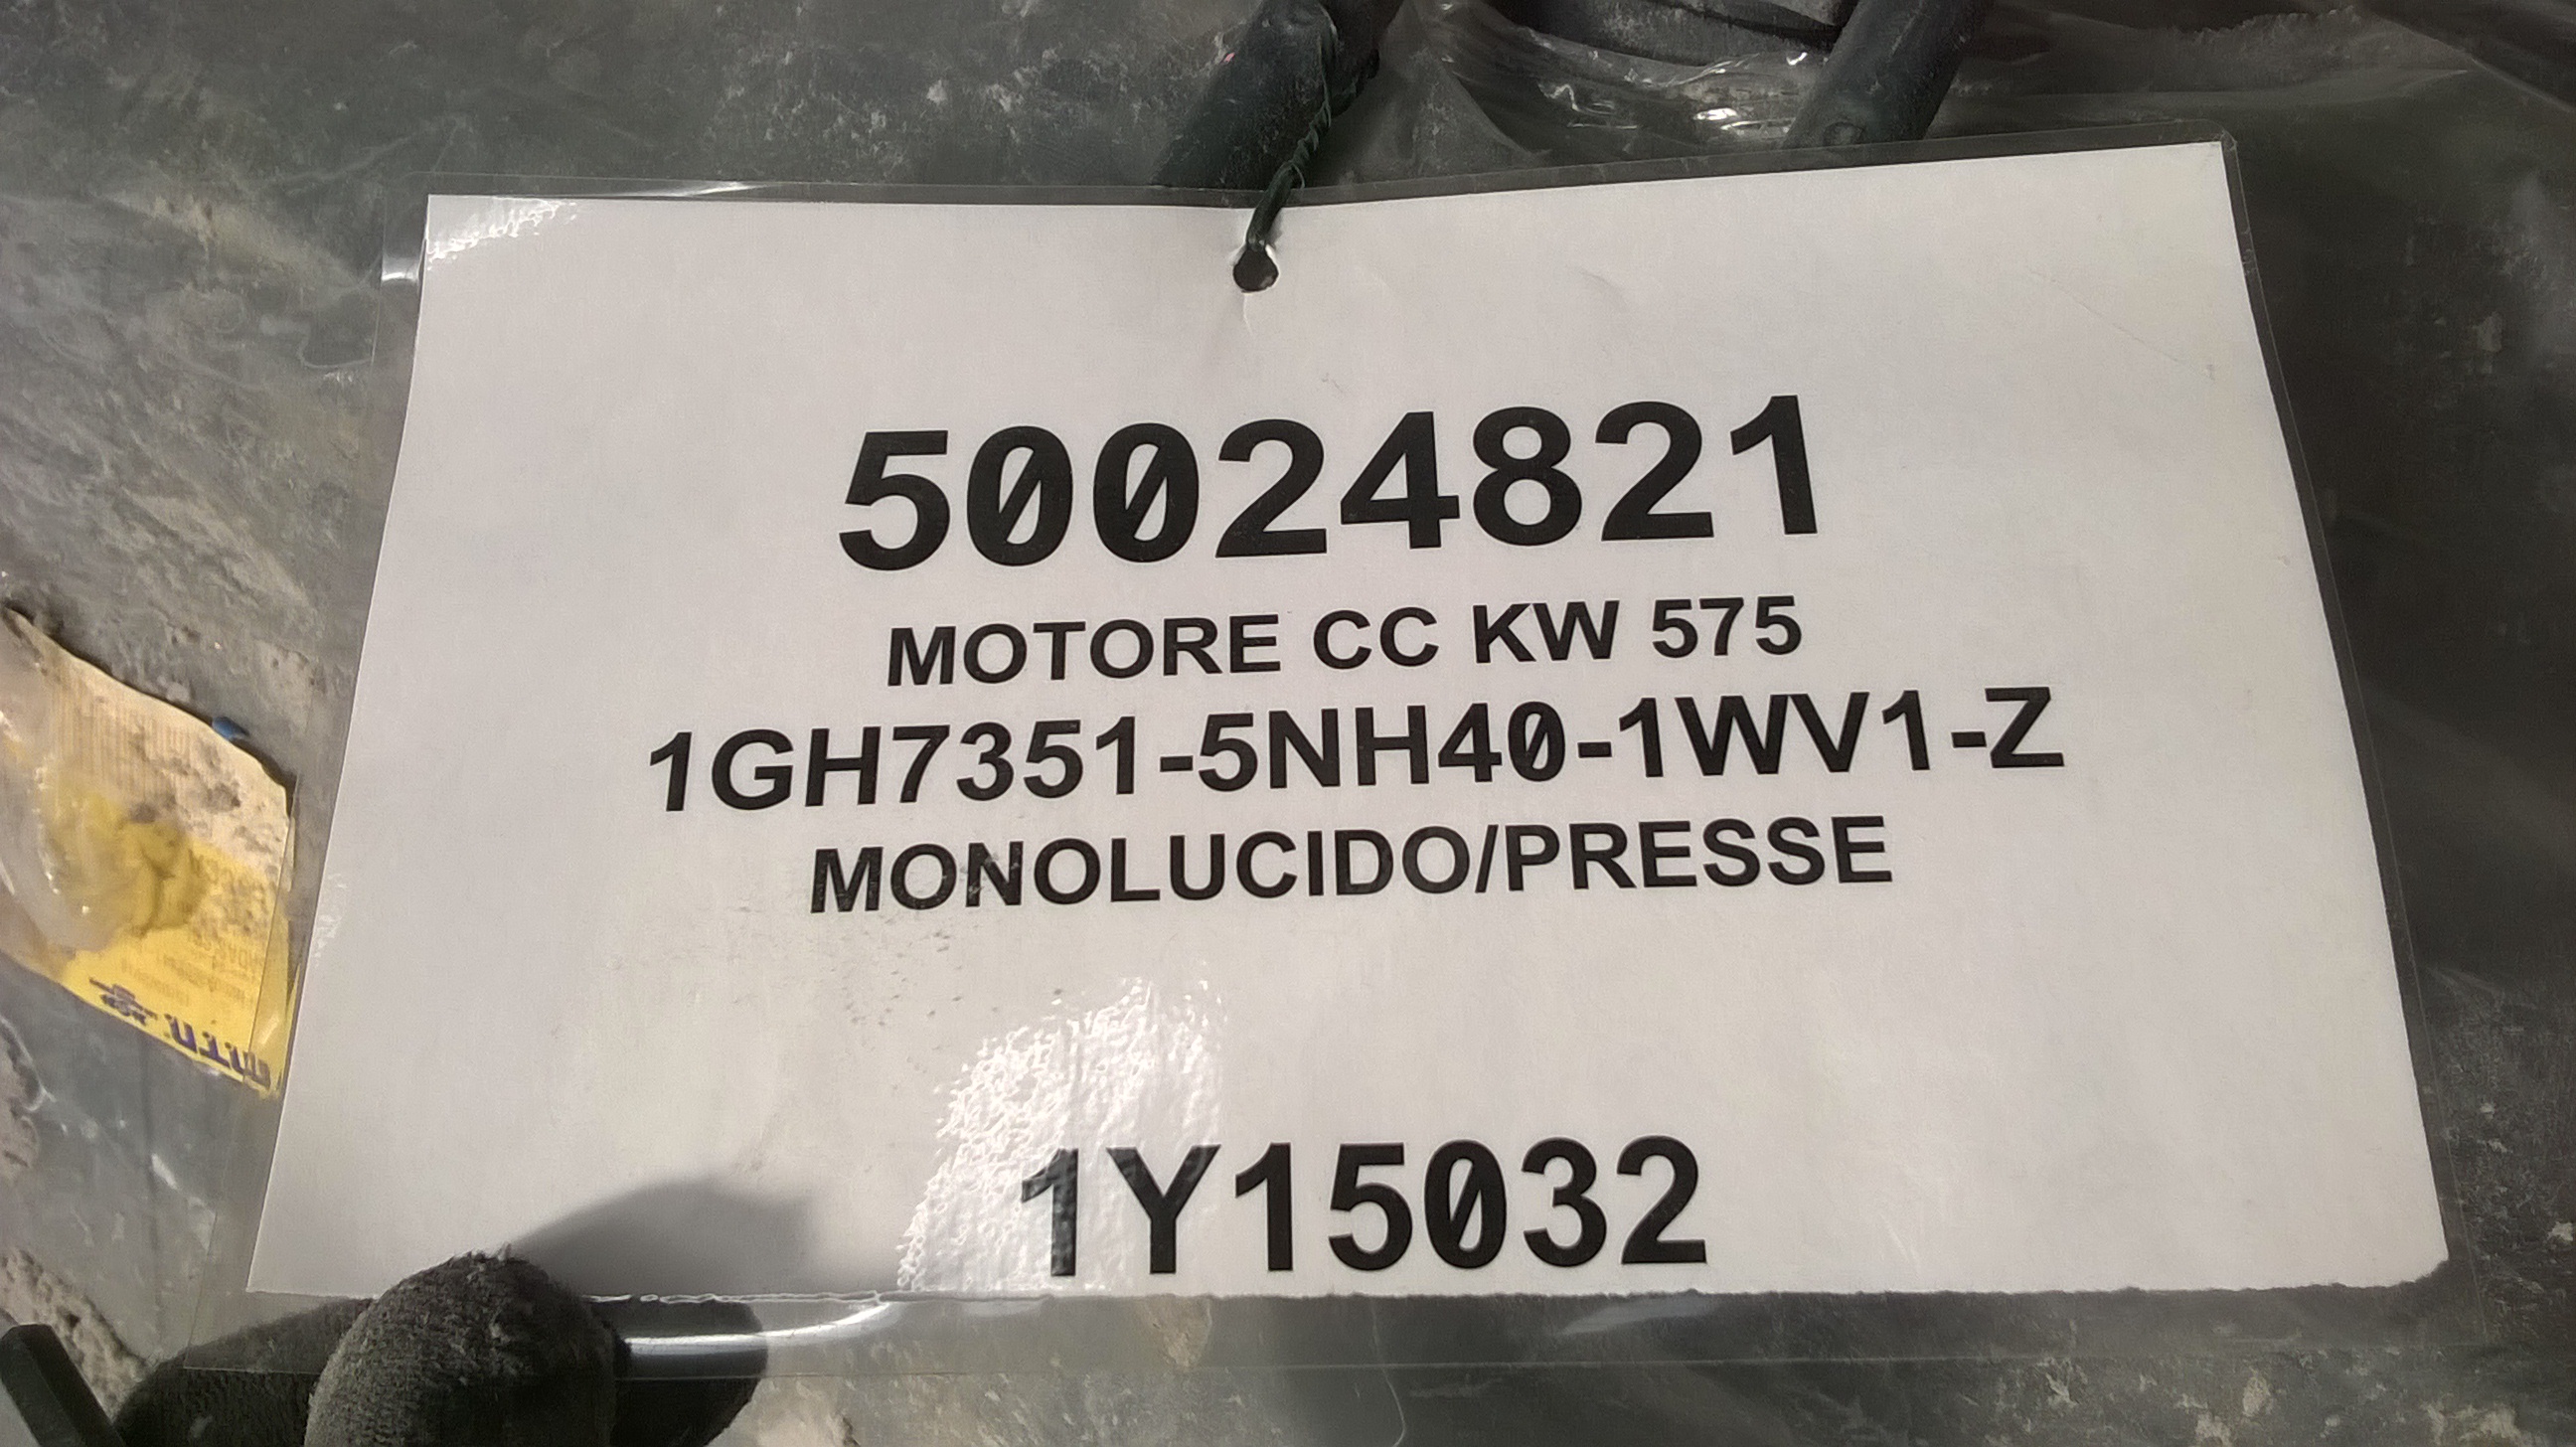 50024821
MOTORE CC KW 575
1GH7351-5NH40-1WV1-Z
MONOLUCIDO/PRESSE
1Y15032